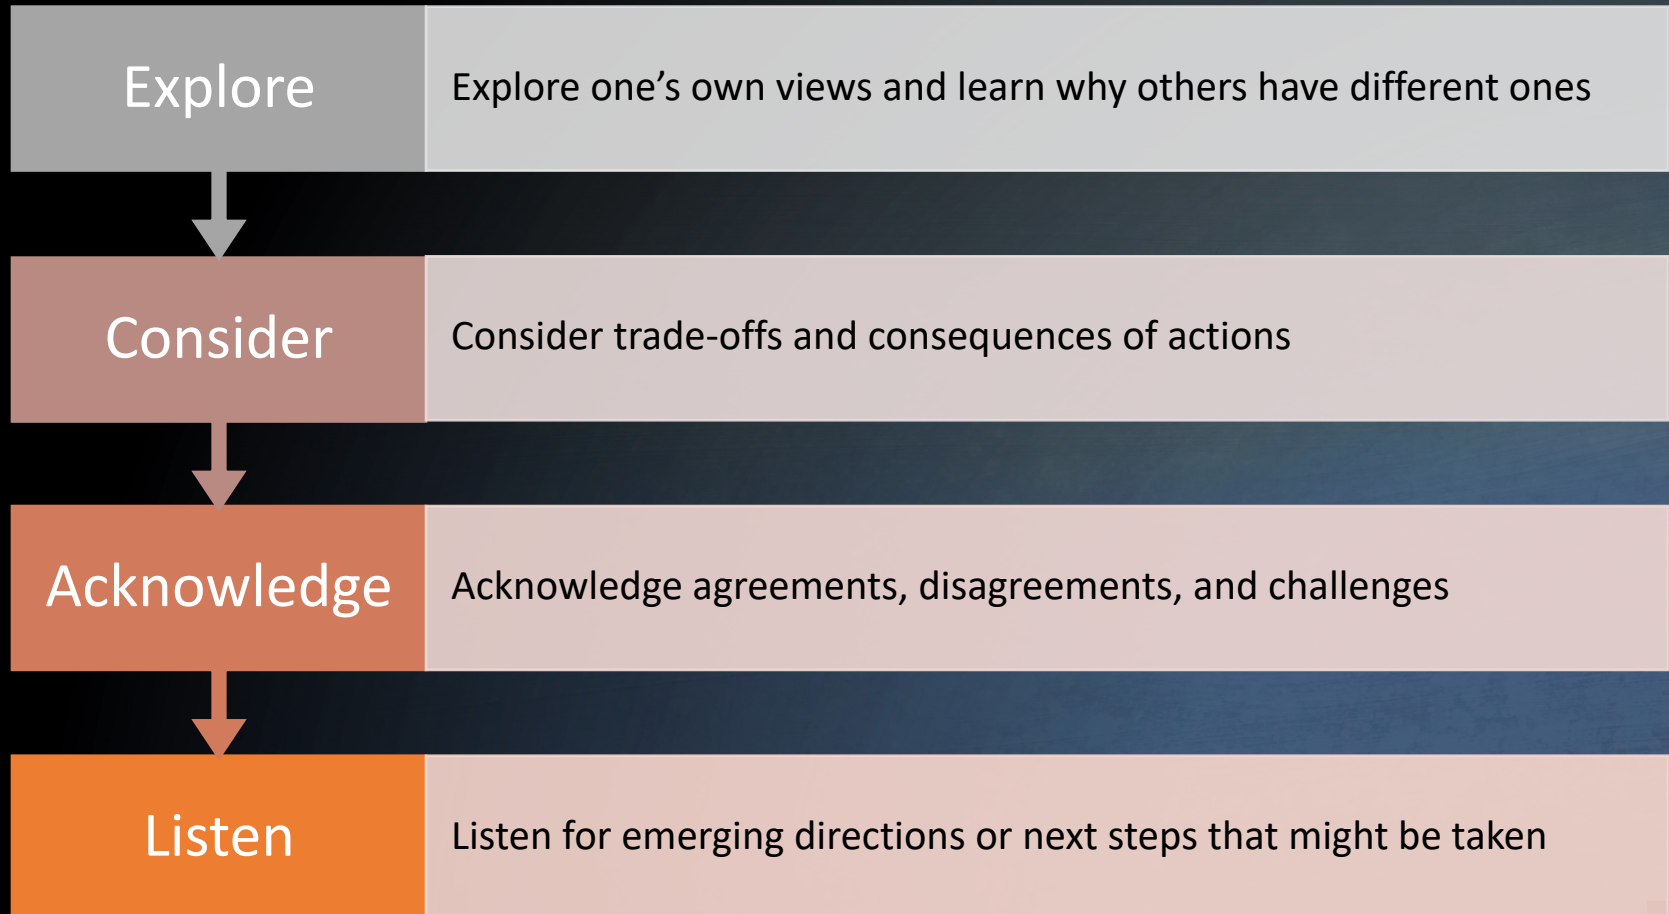 Explore
Explore one’s own views and learn why others have different ones
Consider
Consider trade-offs and consequences of actions
Acknowledge
Acknowledge agreements, disagreements, and challenges
Listen
Listen for emerging directions or next steps that might be taken